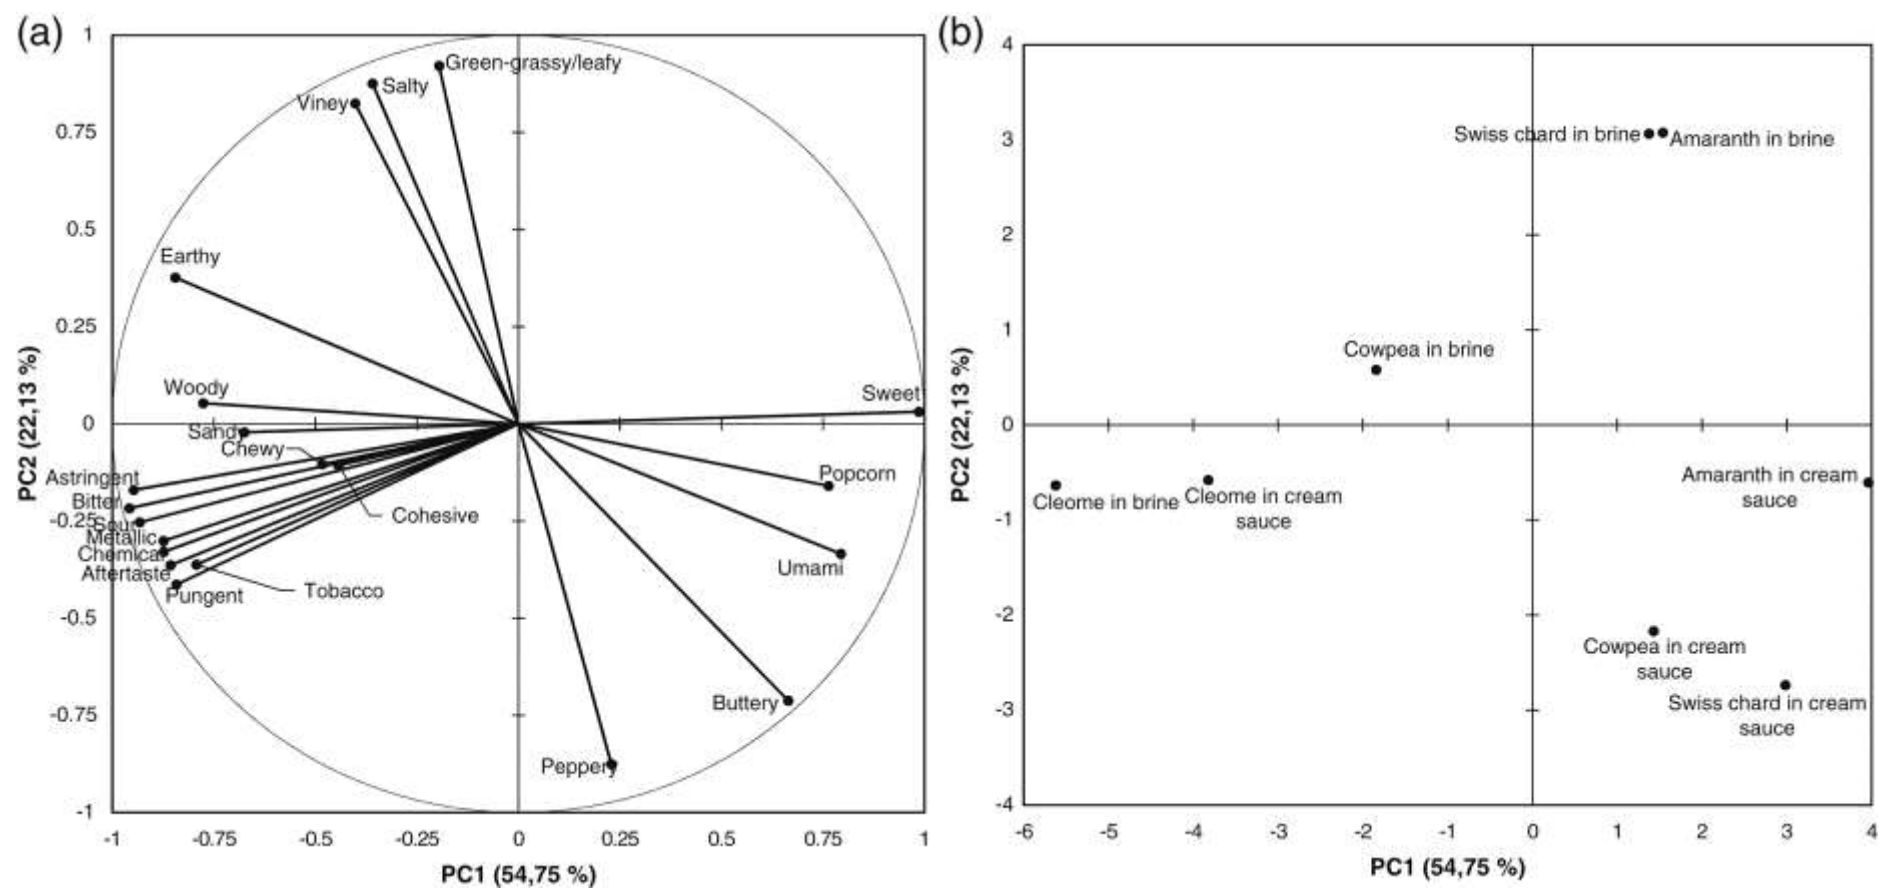 (a)
1
0.75
0.5
0.25
0
-0.25
-0.5
-0.75
-1
PC2 (22,13 %)
Green-grassy/leafy
Salty
Viney
Earthy
Woody
Sandy
Chewy
Astringent
Bitter
Sour
Metallic
Chemical
Aftertaste
Pungent
Cohesive
Tobacco
Sweet
Popcorn
Umami
Buttery
Peppery
-1 -0.75 -0.5 -0.25 0 0.25 0.5 0.75 1
PC1 (54,75 %)
(b)
4
3
2
1
0
-1
-2
-3
-4
PC2 (22,13 %)
Swiss chard in brine
Amaranth in brine
Cowpea in brine
Cleome in brine
Cleome in cream
sauce
Amaranth in cream
sauce
Cowpea in cream
sauce
Swiss chard in cream
sauce
-6 -5 -4 -3 -2 -1 0 1 2 3 4
PC1 (54,75 %)